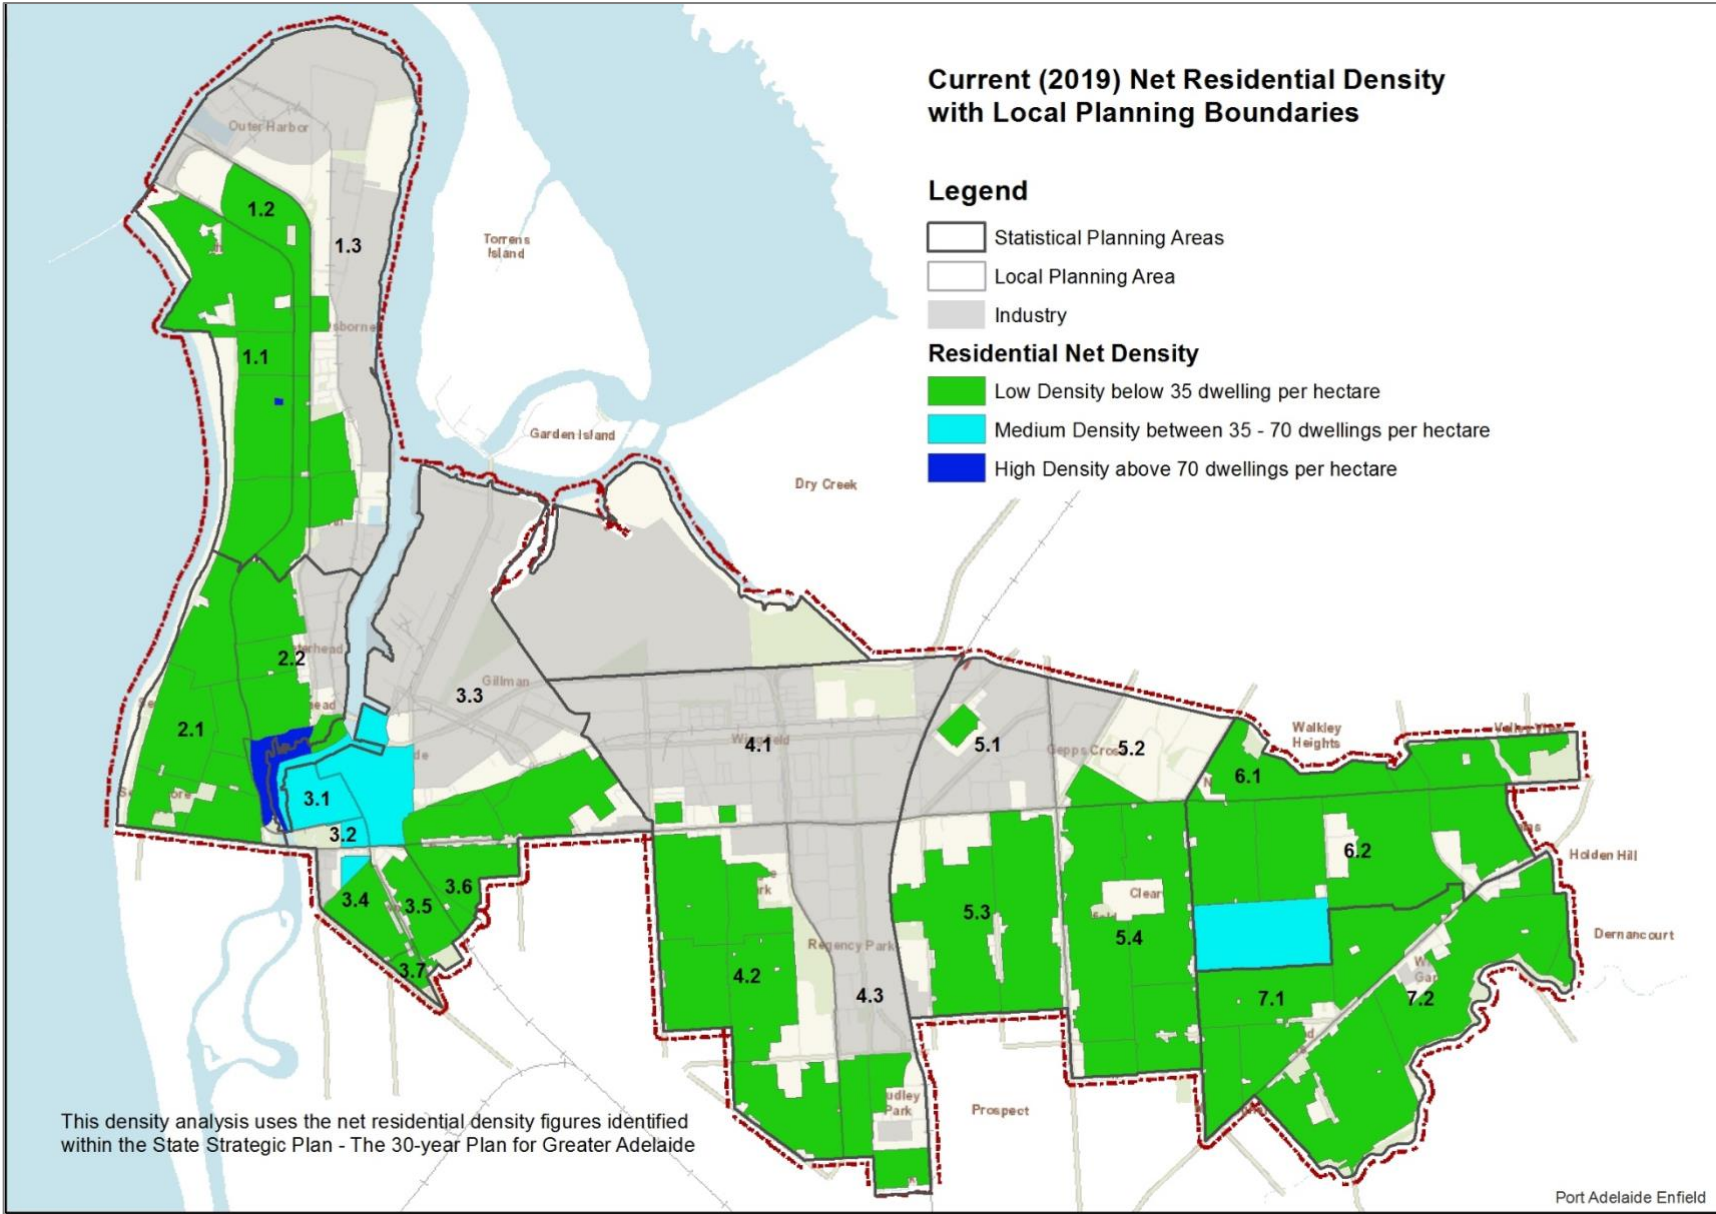 Current (2019) Net Residential Density
with Local Planning Boundaries
Legend
Statistical Planning Areas
Local Planning Area
Industry
Residential Net Density
Low Density below 35 dwelling per hectare
Medium Density between 35 - 70 dwellings per hectare
High Density above 70 dwellings per hectare
Outer Harbor
1.2
1.3
Torrens
Island
1.1
Garden Island
Dry Creek
2.2
Gillman
3.3
2.1
4.1
5.1
Gepps Cros
5.2
Walkley
Heights
6.1
3.1
3.2
6.2
Holden Hill
3.4
3.5
3.6
Clear
5.3
5.4
Dernancourt
Regency Park
3.7
4.2
4.3
7.1
7.2
udley
Park
Prospect
This density analysis uses the net residential density figures identified
within the State Strategic Plan - The 30-year Plan for Greater Adelaide
Port Adelaide Enfield